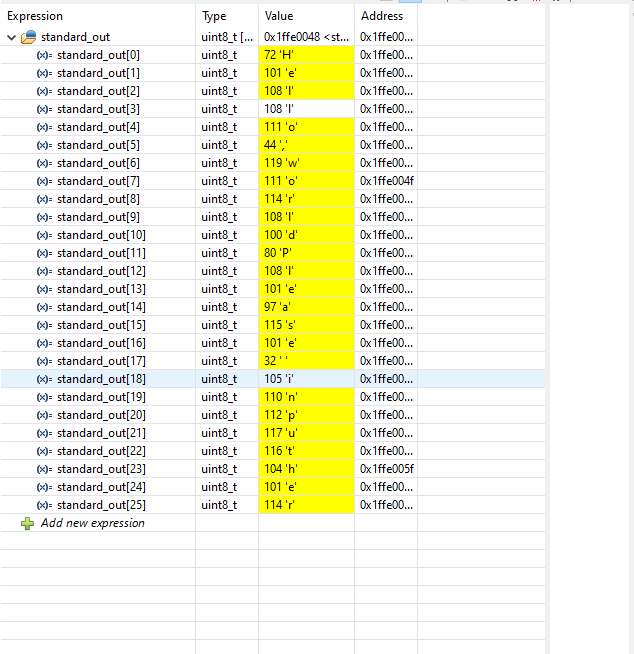 Expression Type Value Address
standard_out uint8_t [... 0x1ffe0048 <st... 0x1ffe00...
(x)= standard_out[0] uint8_t 72 'H' 0x1ffe00...
(x)= standard_out[1] uint8_t 101 'e' 0x1ffe00...
(x)= standard_out[2] uint8_t 108 'l' 0x1ffe00...
(x)= standard_out[3] uint8_t 108 'l' 0x1ffe00...
(x)= standard_out[4] uint8_t 111 'o' 0x1ffe00...
(x)= standard_out[5] uint8_t 44 ',' 0x1ffe00...
(x)= standard_out[6] uint8_t 119 'w' 0x1ffe00...
(x)= standard_out[7] uint8_t 111 'o' 0x1ffe004f
(x)= standard_out[8] uint8_t 114 'r' 0x1ffe00...
(x)= standard_out[9] uint8_t 108 'l' 0x1ffe00...
(x)= standard_out[10] uint8_t 100 'd' 0x1ffe00...
(x)= standard_out[11] uint8_t 80 'P' 0x1ffe00...
(x)= standard_out[12] uint8_t 108 'l' 0x1ffe00...
(x)= standard_out[13] uint8_t 101 'e' 0x1ffe00...
(x)= standard_out[14] uint8_t 97 'a' 0x1ffe00...
(x)= standard_out[15] uint8_t 115 's' 0x1ffe00...
(x)= standard_out[16] uint8_t 101 'e' 0x1ffe00...
(x)= standard_out[17] uint8_t 32 ' ' 0x1ffe00...
(x)= standard_out[18] uint8_t 105 'i' 0x1ffe00...
(x)= standard_out[19] uint8_t 110 'n' 0x1ffe00...
(x)= standard_out[20] uint8_t 112 'p' 0x1ffe00...
(x)= standard_out[21] uint8_t 117 'u' 0x1ffe00...
(x)= standard_out[22] uint8_t 116 't' 0x1ffe00...
(x)= standard_out[23] uint8_t 104 'h' 0x1ffe005f
(x)= standard_out[24] uint8_t 101 'e' 0x1ffe00...
(x)= standard_out[25] uint8_t 114 'r' 0x1ffe00...
Add new expression